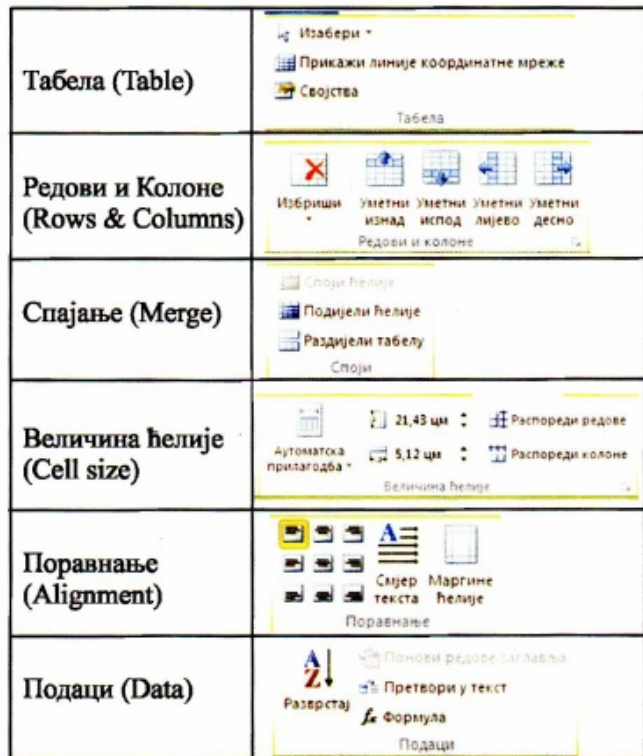 Табела (Table)
Изабери
Прикажи линије координатне мреже
Својства
Табела
Редови и Колоне
(Rows & Columns)
Избриши
Уметни изнад
Уметни испод
Уметни лијево
Уметни десно
Редови и колоне
Спајање (Merge)
Споји ћелије
Подијели ћелије
Раздијели табелу
Споји
Величина ћелије
(Cell size)
Аутоматска
прилагодба
21,43 цм
5,12 цм
Распореди редове
Распореди колоне
Величина ћелије
Поравнање
(Alignment)
Смјер
текста
Маргине
ћелије
Поравнање
Подаци (Data)
A
Z
Разврстај
Понови редове заглавља
Претвори у текст
fx Формула
Подаци